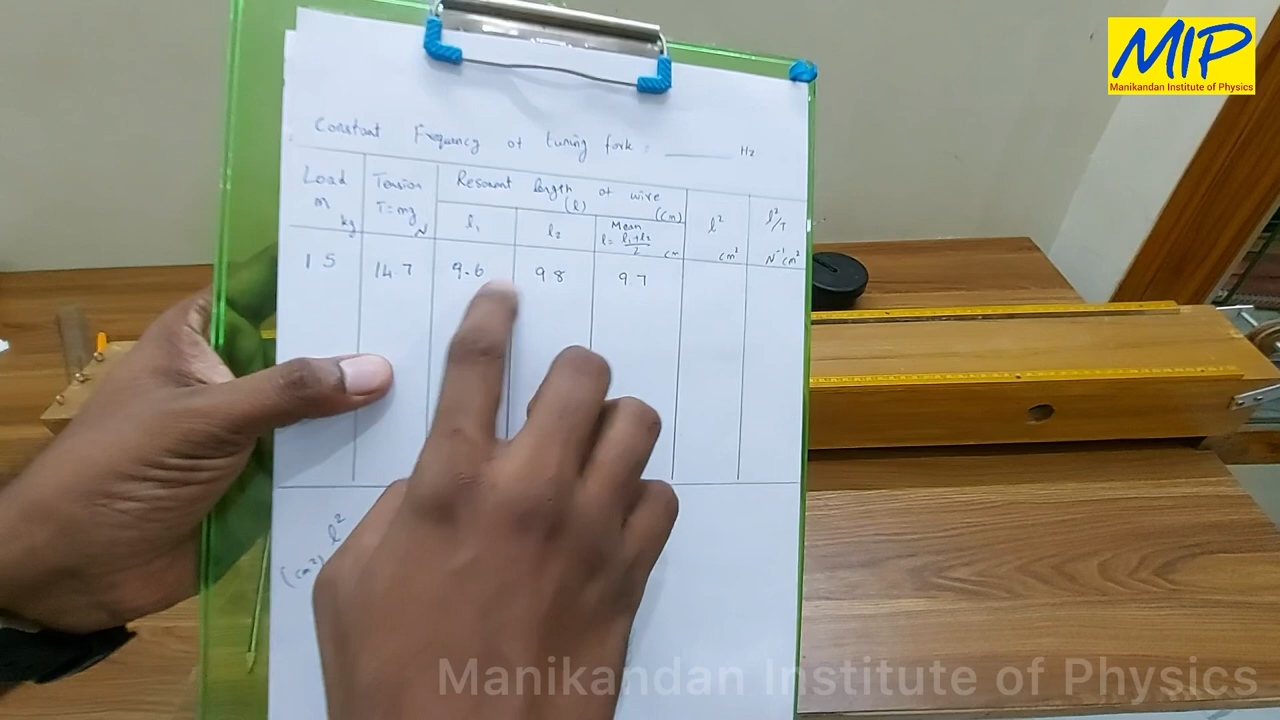 MIP
Manikandan Institute of Physics
Constant Frequency of tuning fork = ______ Hz
Load m kg
Tension T=mg N
Resonant length of wire (l) (cm)
l₁
l₂
Mean l = l₁+l₂/2 cm
l² cm²
l²/T N⁻¹cm²
1 5
14.7
9.6
9 8
9 7
l²
(cm²)
Manikandan Institute of Physics